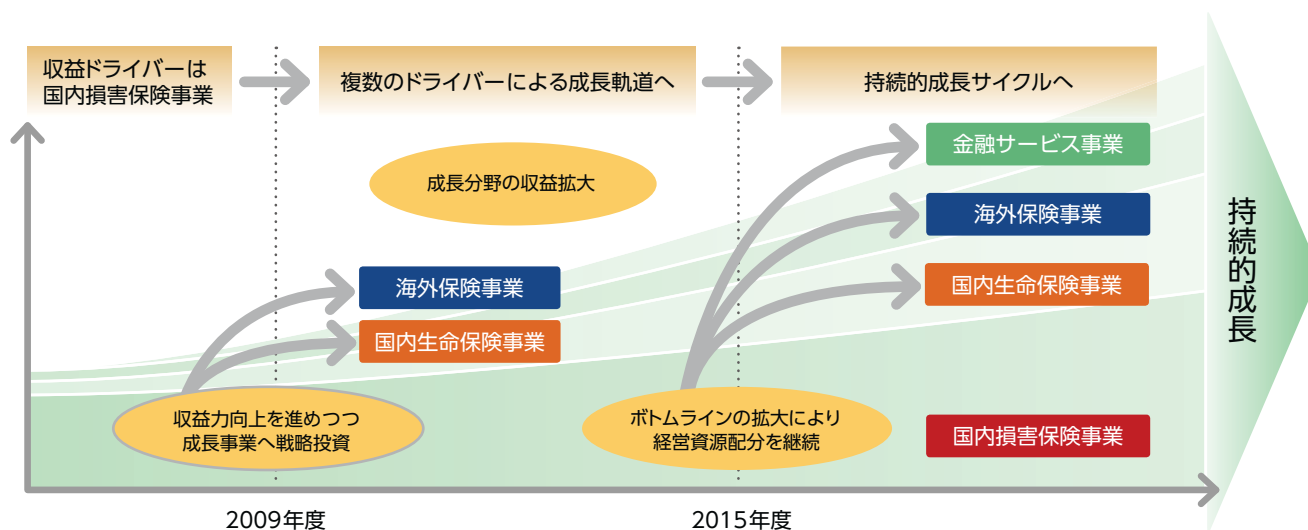 収益ドライバーは
国内損害保険事業
複数のドライバーによる成長軌道へ
持続的成長サイクルへ
金融サービス事業
成長分野の収益拡大
海外保険事業
持続的成長
海外保険事業
国内生命保険事業
国内生命保険事業
収益力向上を進めつつ
成長事業へ戦略投資
ボトムラインの拡大により
経営資源配分を継続
国内損害保険事業
2009年度
2015年度